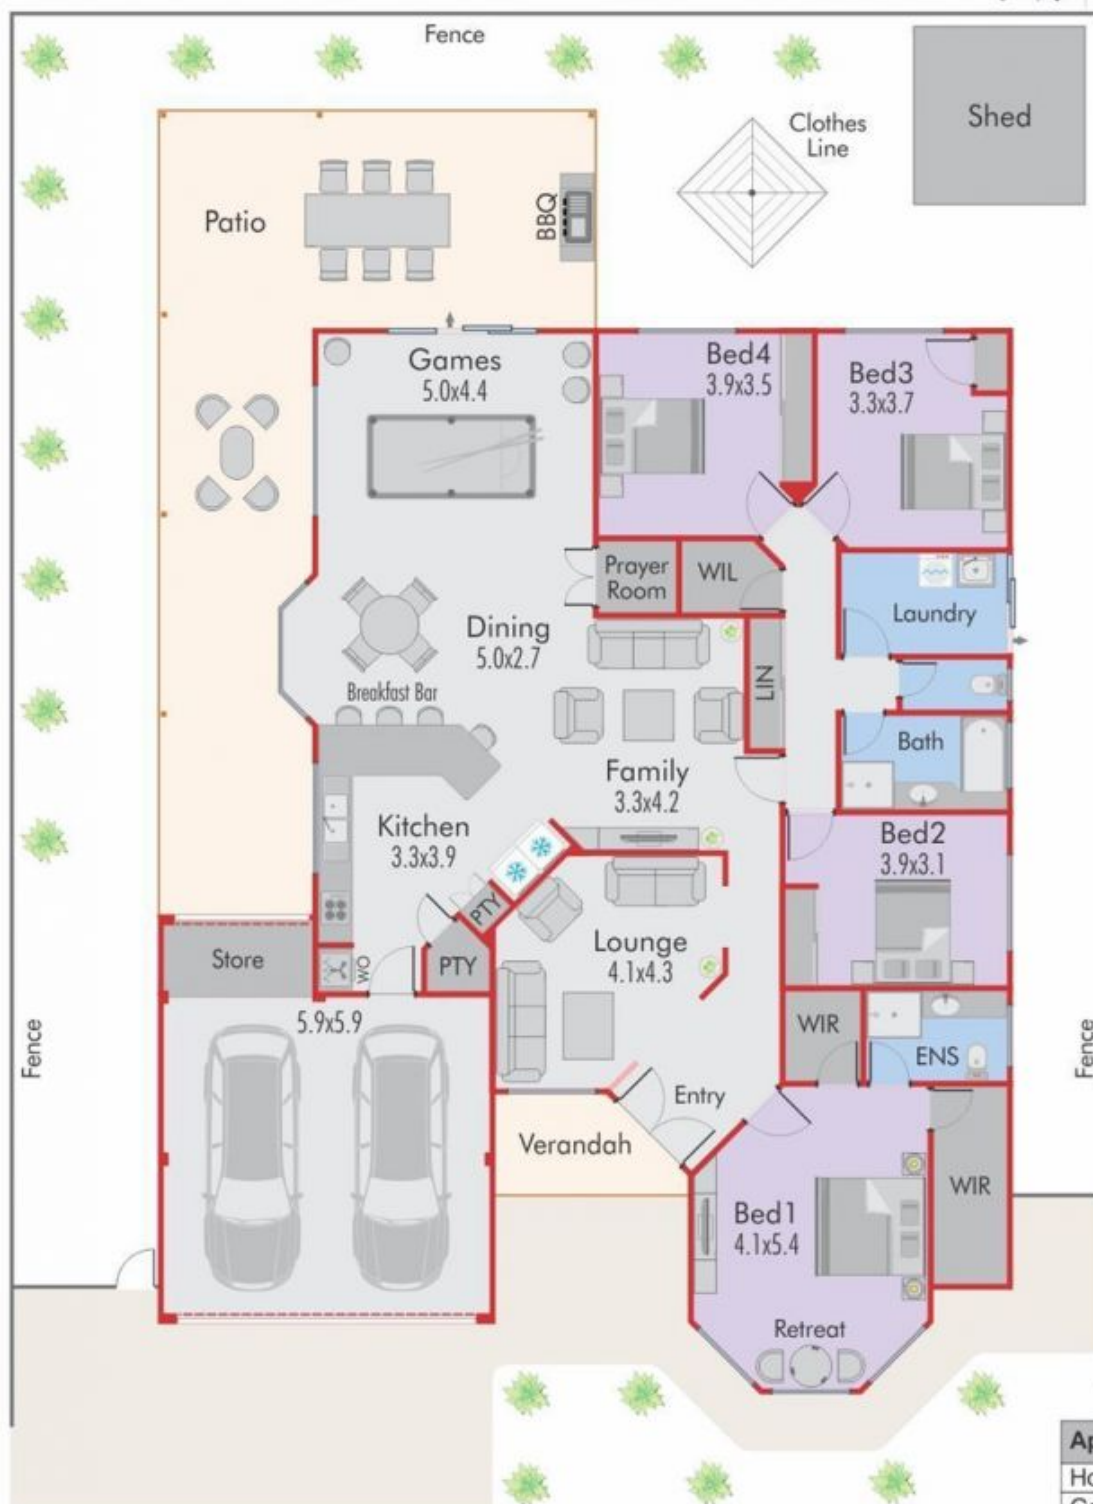 Fence
Shed
Clothes
Line
Patio
BBQ
Games
5.0x4.4
Bed4
3.9x3.5
Bed3
3.3x3.7
Prayer
Room
WIL
Laundry
Dining
5.0x2.7
LIN
Breakfast Bar
Bath
Family
3.3x4.2
Kitchen
3.3x3.9
Bed2
3.9x3.1
PTY
Lounge
4.1x4.3
Store
WO
PTY
5.9x5.9
WIR
ENS
Fence
Fence
Entry
Verandah
WIR
Bed1
4.1x5.4
Retreat
Ap
Ho